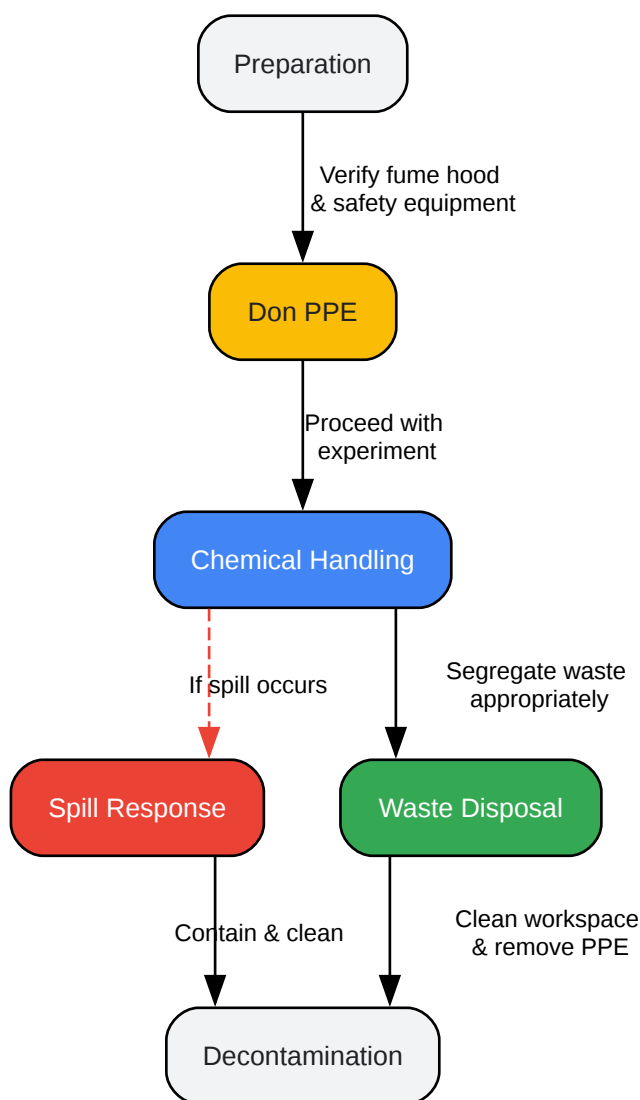 Preparation
Verify fume hood
& safety equipment
Don PPE
Proceed with
experiment
Chemical Handling
If spill occurs
Segregate waste
appropriately
Spill Response
Waste Disposal
Contain & clean
Clean workspace
& remove PPE
Decontamination